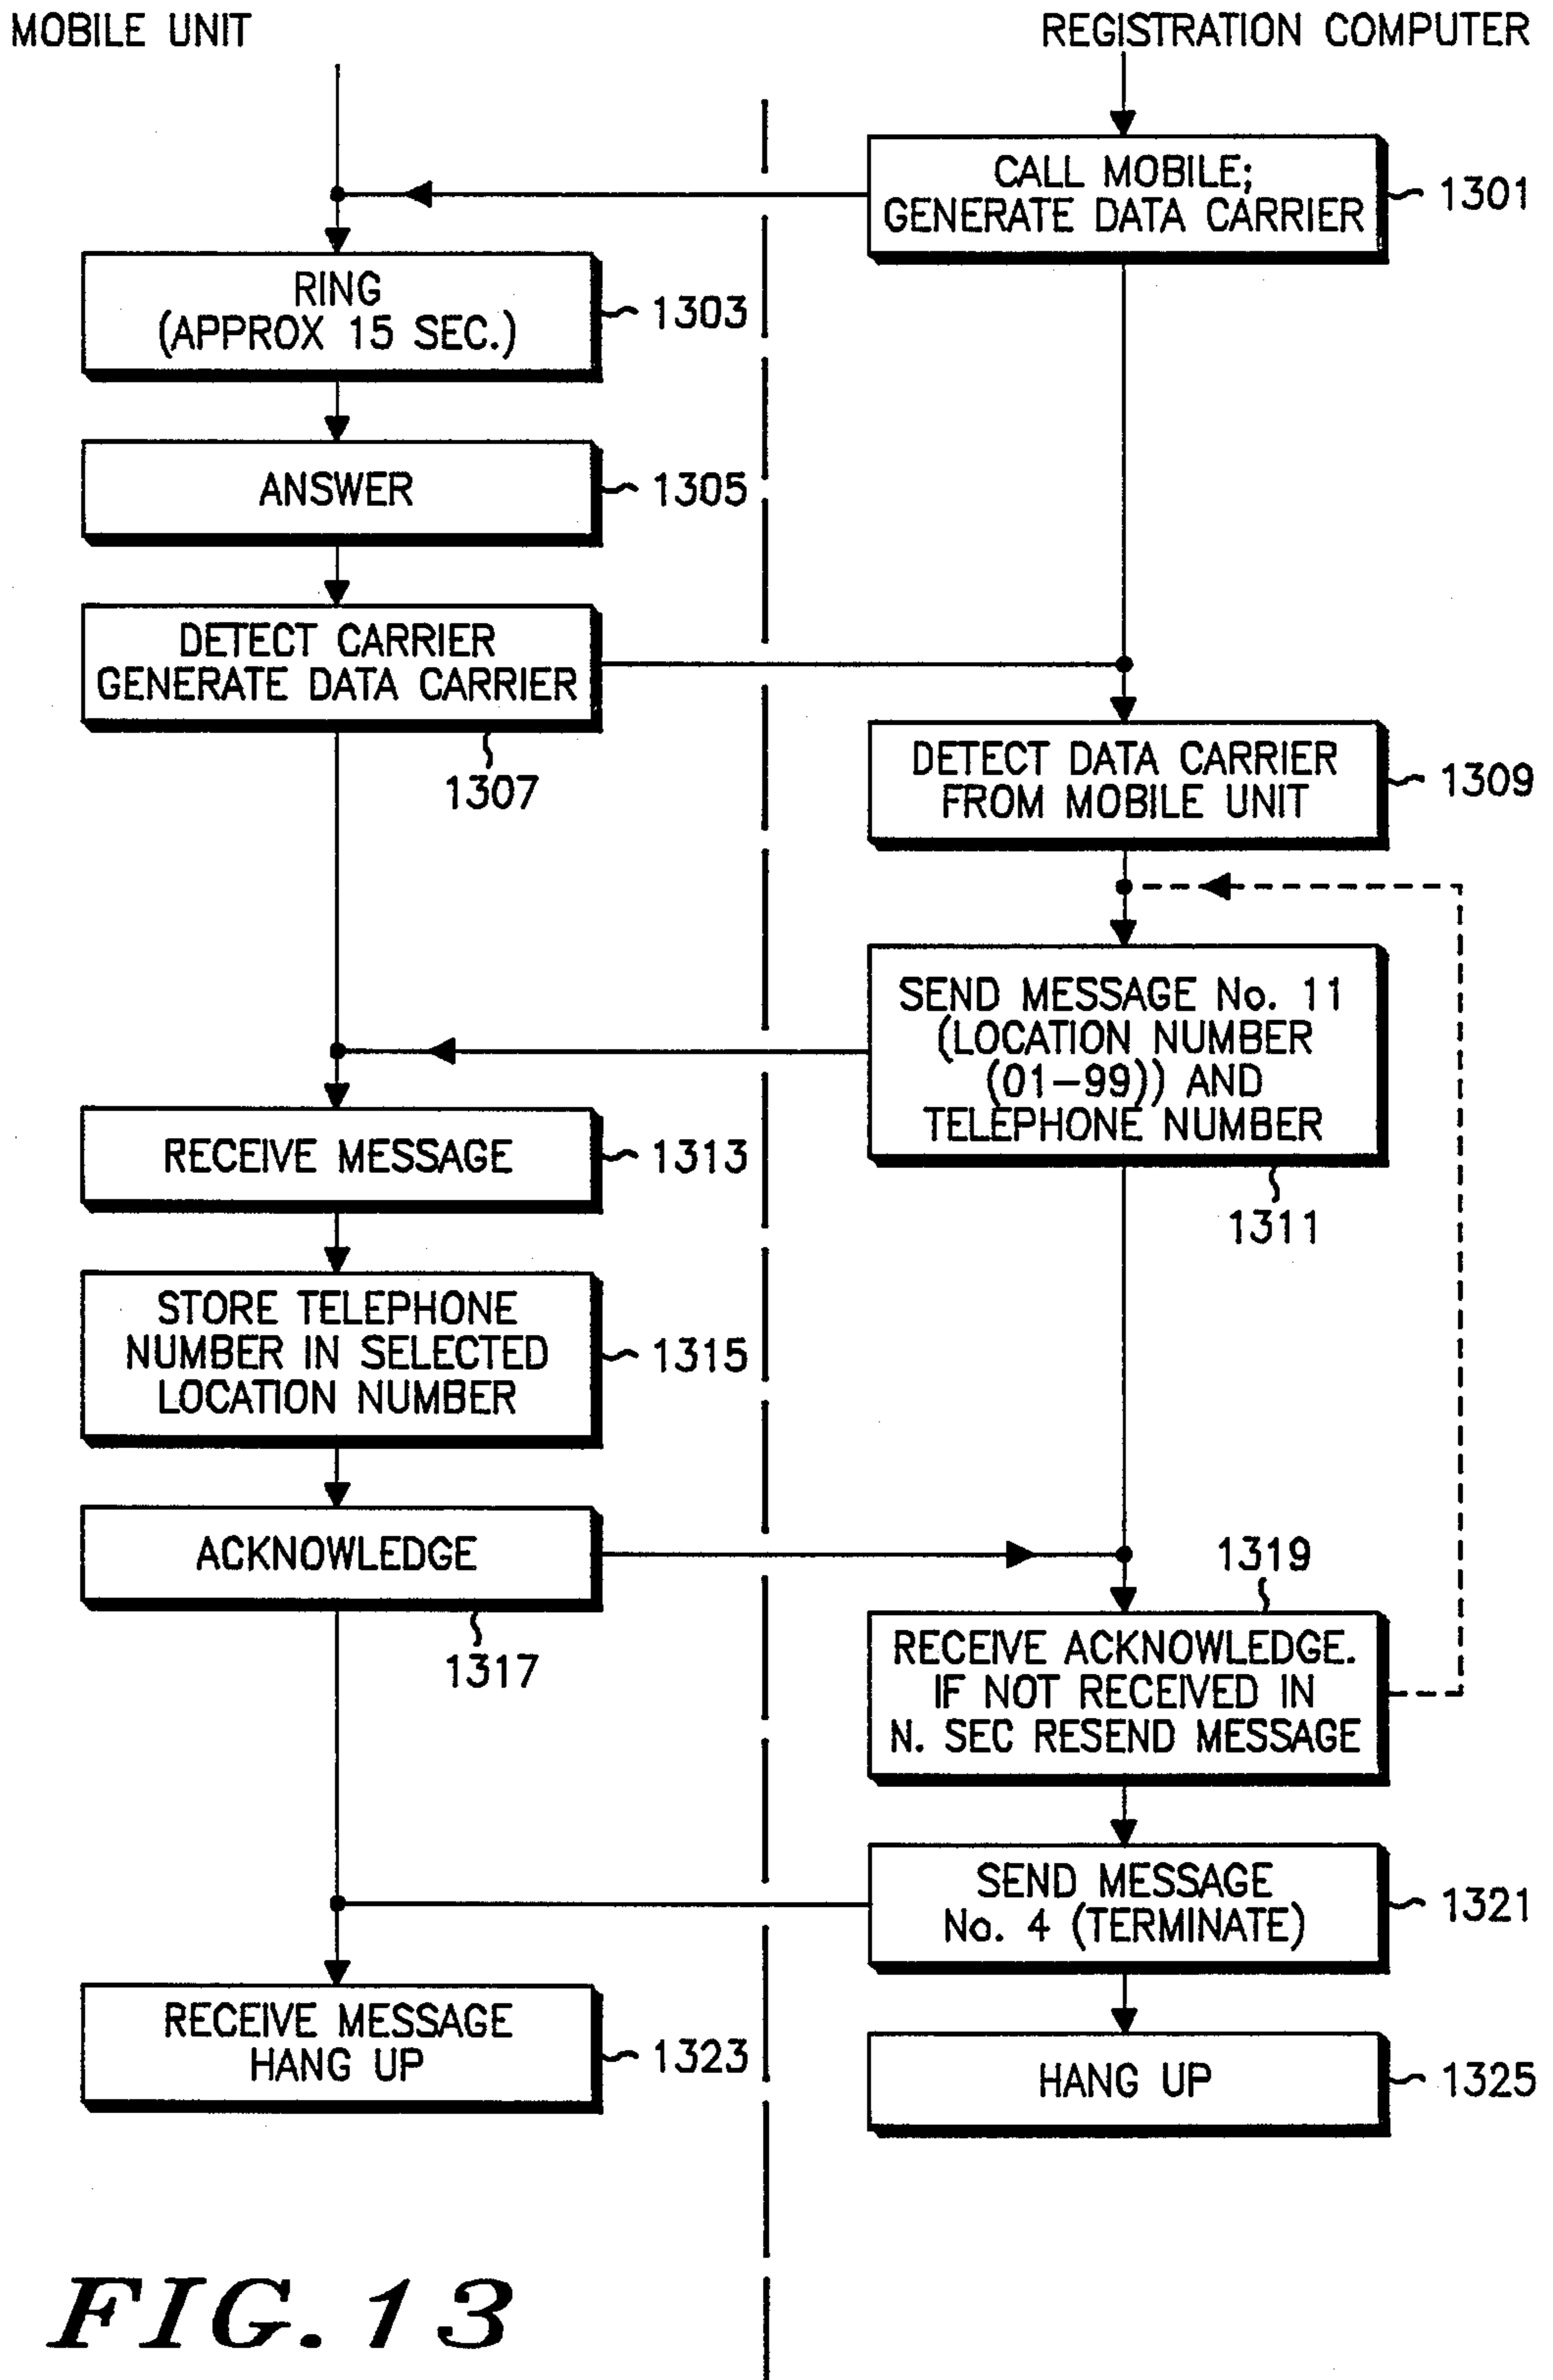 MOBILE UNIT
REGISTRATION COMPUTER
CALL MOBILE;
GENERATE DATA CARRIER
1301
RING
(APPROX 15 SEC.)
1303
ANSWER
1305
DETECT CARRIER
GENERATE DATA CARRIER
1307
DETECT DATA CARRIER
FROM MOBILE UNIT
1309
SEND MESSAGE No. 11
(LOCATION NUMBER
(01-99)) AND
TELEPHONE NUMBER
1311
RECEIVE MESSAGE
1313
STORE TELEPHONE
NUMBER IN SELECTED
LOCATION NUMBER
1315
ACKNOWLEDGE
1317
1319
RECEIVE ACKNOWLEDGE.
IF NOT RECEIVED IN
N. SEC RESEND MESSAGE
SEND MESSAGE
No. 4 (TERMINATE)
1321
RECEIVE MESSAGE
HANG UP
1323
HANG UP
1325
FIG. 13